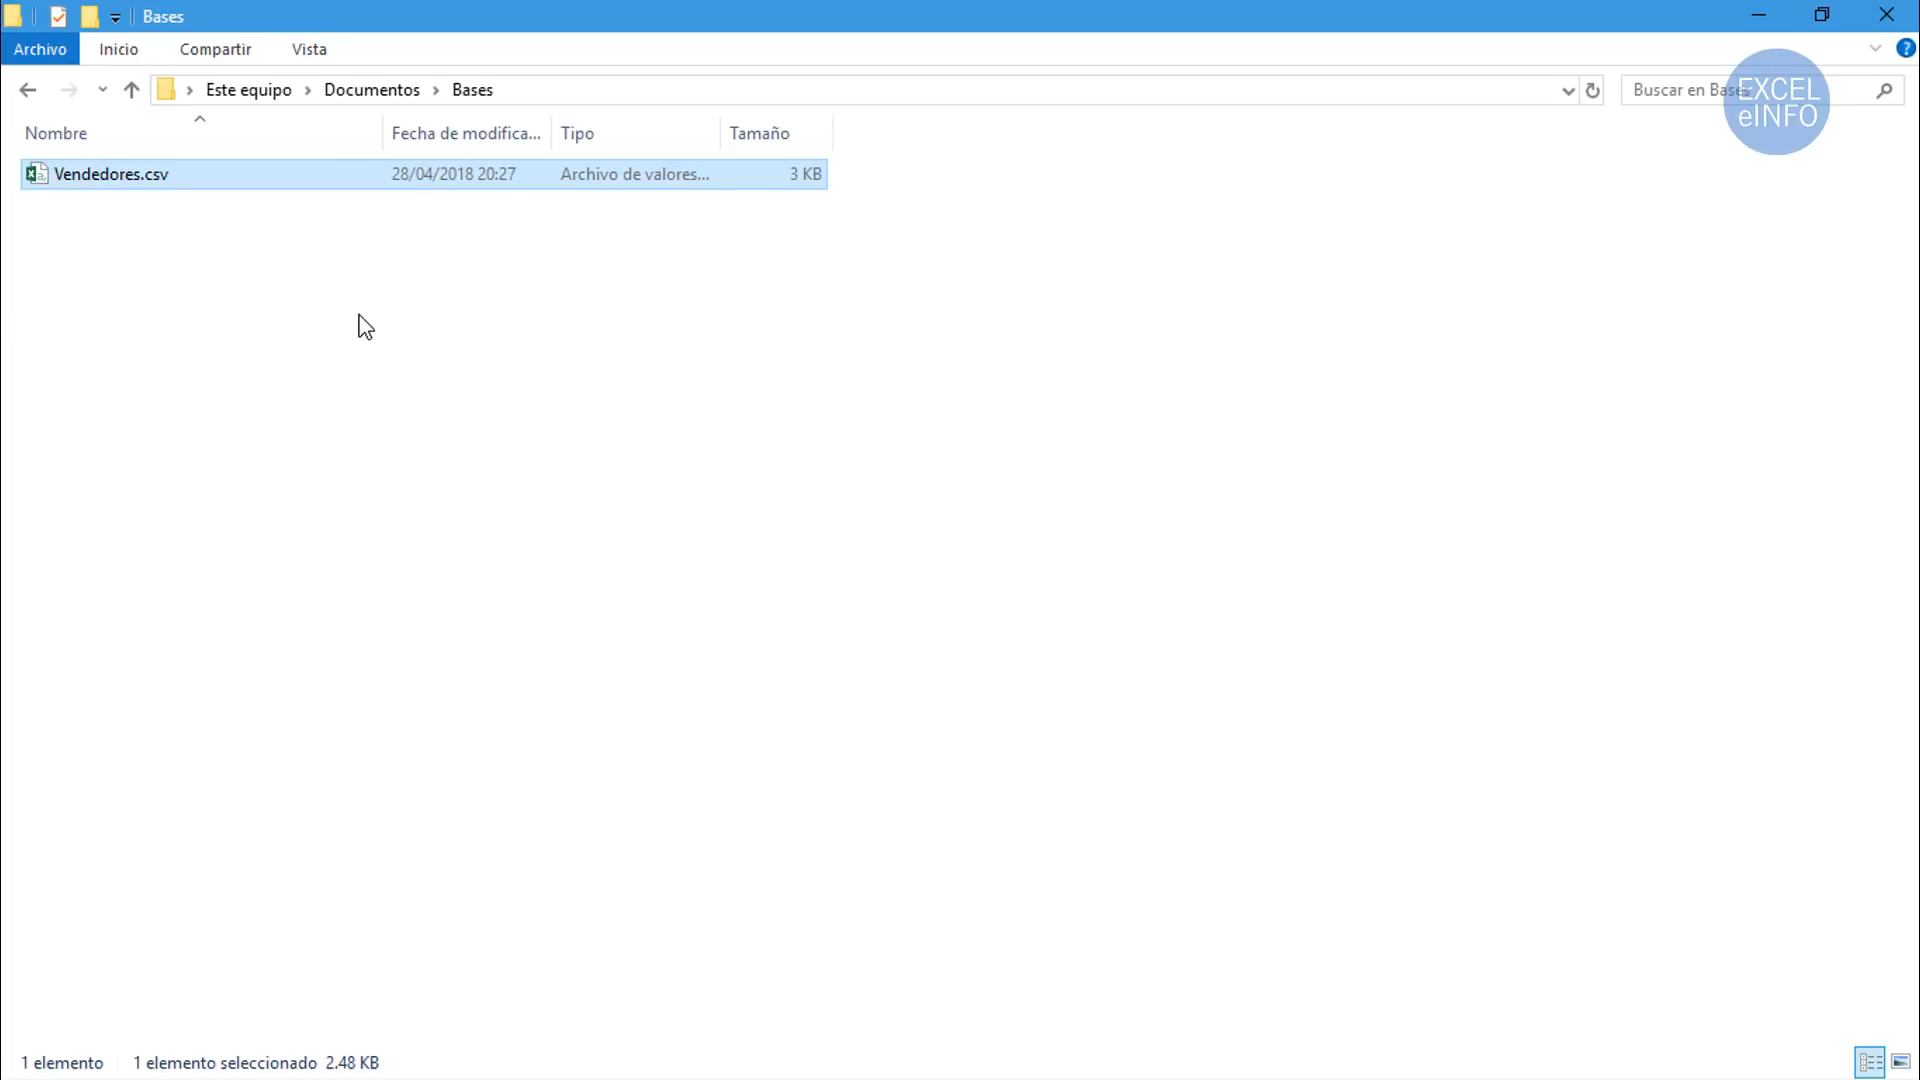 Bases
Archivo Inicio Compartir Vista
Este equipo Documentos Bases
Buscar en Bases
EXCEL
eINFO
Nombre Fecha de modifica... Tipo Tamaño
Vendedores.csv 28/04/2018 20:27 Archivo de valores... 3 KB
1 elemento 1 elemento seleccionado 2.48 KB